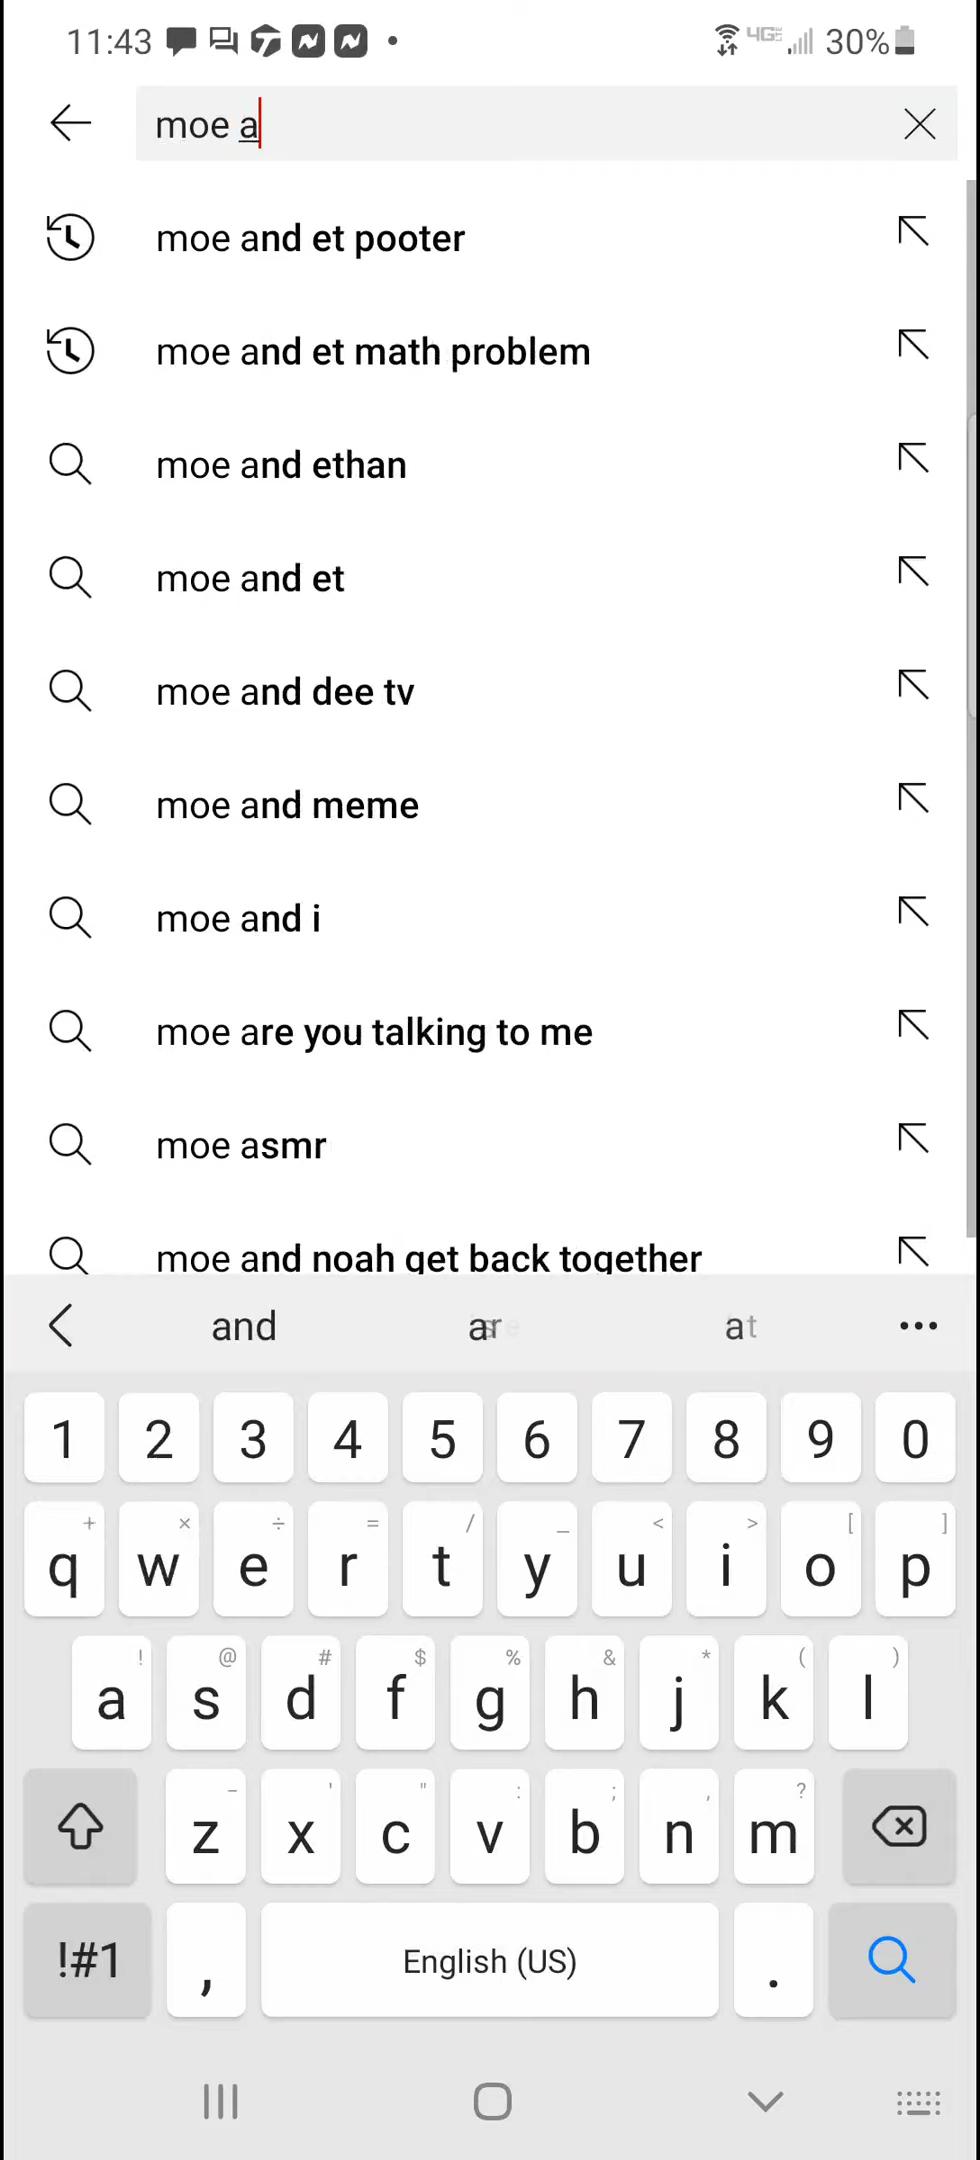 11:43 4G LTE 30%
moe a
moe and et pooter
moe and et math problem
moe and ethan
moe and et
moe and dee tv
moe and meme
moe and i
moe are you talking to me
moe asmr
moe and noah get back together
and at
1 2 3 4 5 6 7 8 9 0
+ × ÷ = / _ < > [ ]
q w e r t y u i o p
! @ # $ % & * ( )
a s d f g h j k l
- ' " : ; , ?
z x c v b n m
!#1 , English (US) .